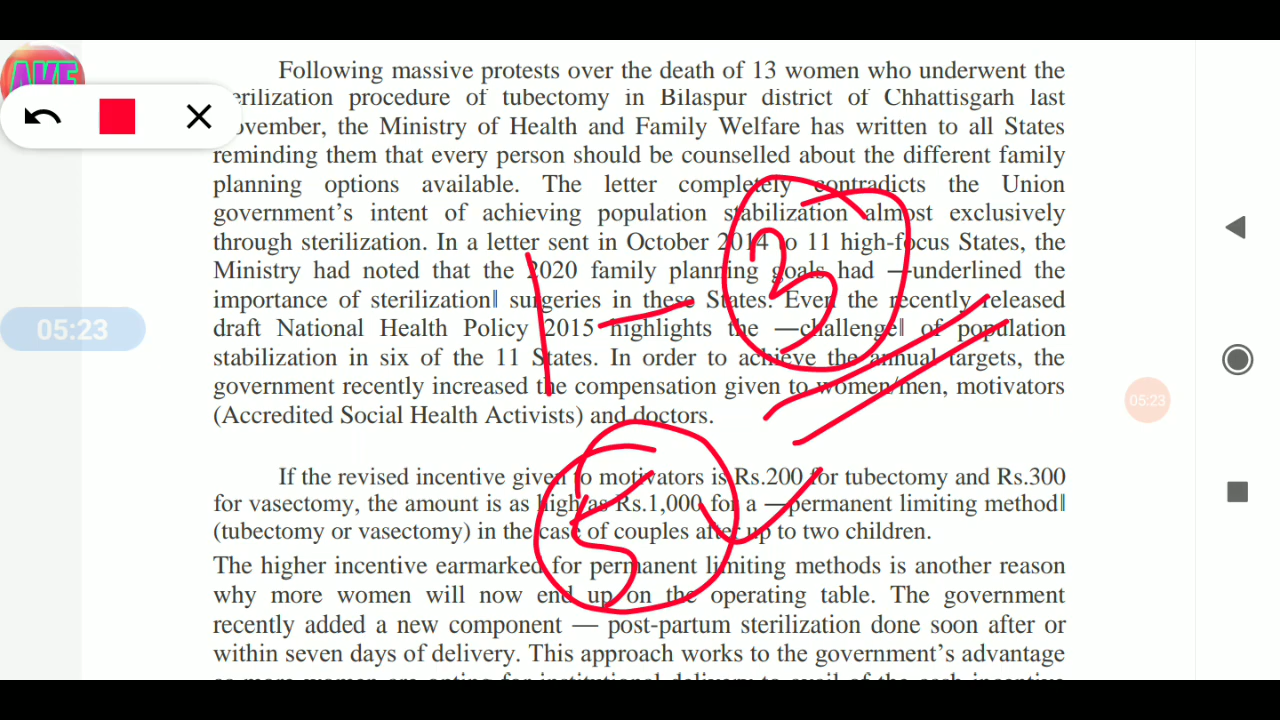 Following massive protests over the death of 13 women who underwent the
AKE
sterilization procedure of tubectomy in Bilaspur district of Chhattisgarh last
November, the Ministry of Health and Family Welfare has written to all States
reminding them that every person should be counselled about the different family
planning options available. The letter completely contradicts the Union
government's intent of achieving population stabilization almost exclusively
through sterilization. In a letter sent in October 2014 to 11 high-focus States, the
Ministry had noted that the 2020 family planning goals had ―underlined the
importance of sterilization‖ surgeries in these States. Even the recently released
draft National Health Policy 2015 highlights the ―challenge‖ of population
05:23
stabilization in six of the 11 States. In order to achieve the annual targets, the
government recently increased the compensation given to women/men, motivators
05:23
(Accredited Social Health Activists) and doctors.
1 - 3
If the revised incentive given to motivators is Rs.200 for tubectomy and Rs.300
for vasectomy, the amount is as high as Rs.1,000 for a ―permanent limiting method‖
(tubectomy or vasectomy) in the case of couples after up to two children.
5
The higher incentive earmarked for permanent limiting methods is another reason
why more women will now end up on the operating table. The government
recently added a new component — post-partum sterilization done soon after or
within seven days of delivery. This approach works to the government's advantage